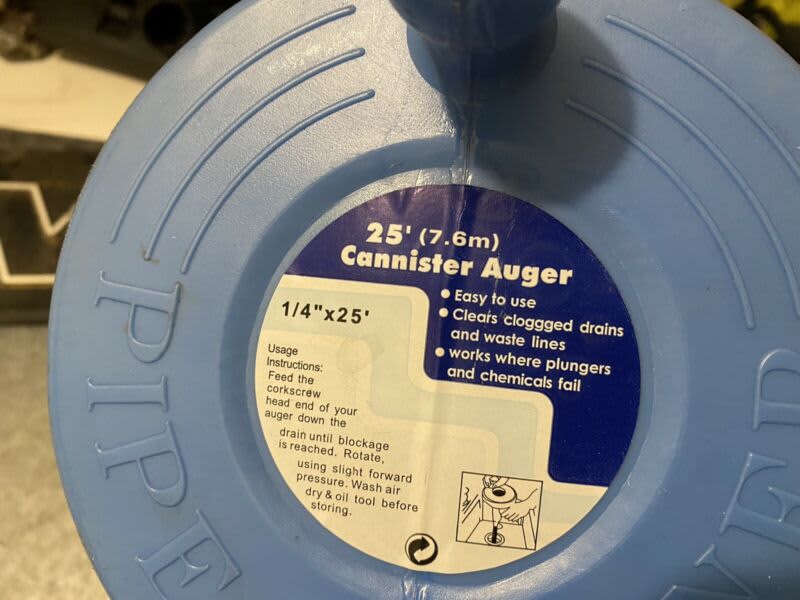 25' (7.6m)
Cannister Auger
1/4"x25'
• Easy to use
• Clears cloggged drains
and waste lines
• works where plungers
and chemicals fail
Usage
Instructions:
Feed the
corkscrew
head end of your
auger down the
drain until blockage
is reached. Rotate,
using slight forward
pressure. Wash air
dry & oil tool before
storing.
PIPE